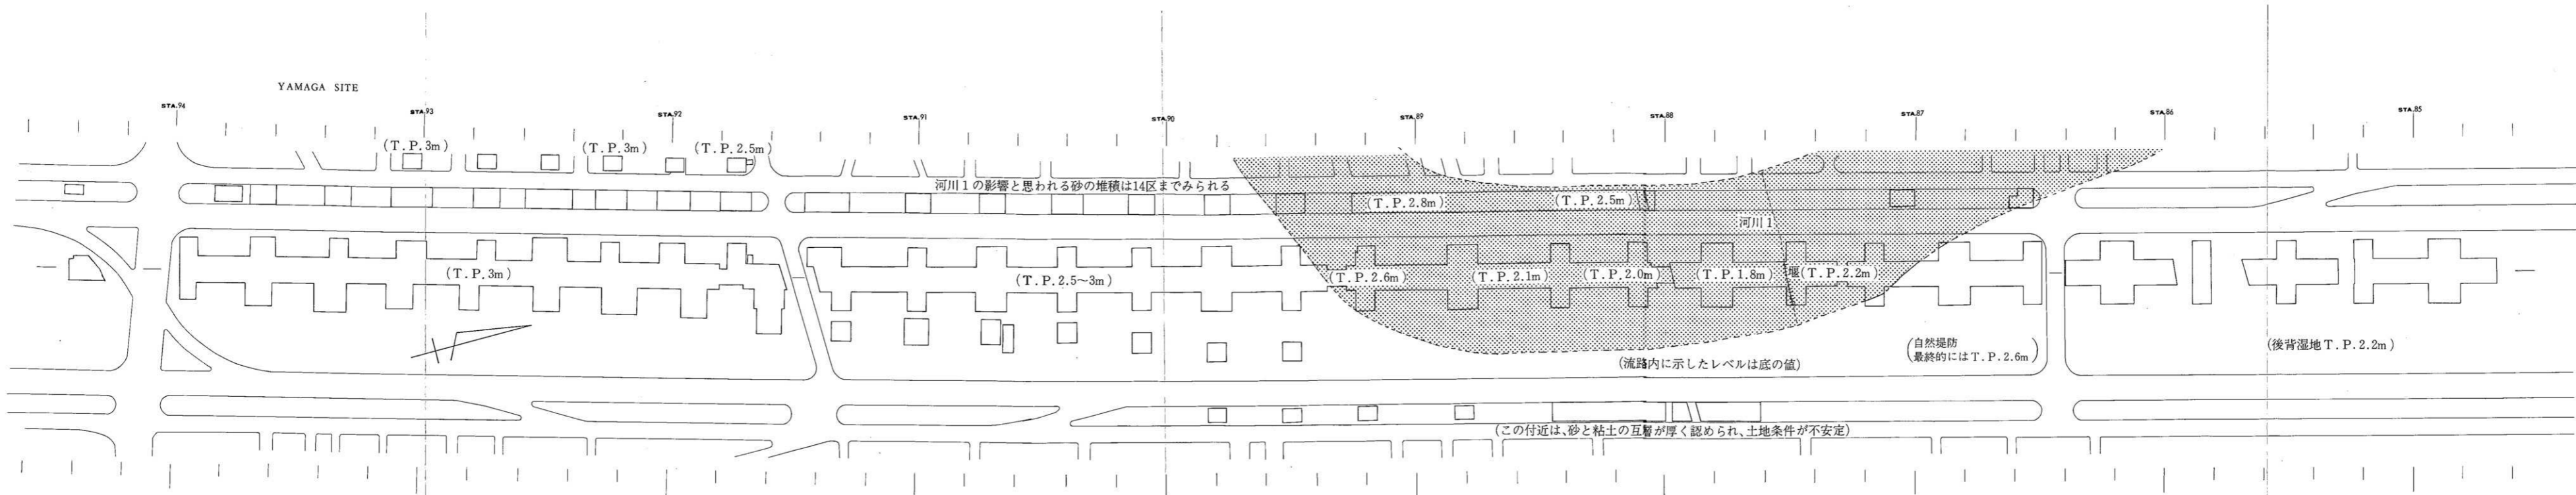 YAMAGA SITE
STA.94
STA.93
STA.92
STA.91
STA.90
STA.89
STA.88
STA.87
STA.86
STA.85
(T.P.3m)
(T.P.3m)
(T.P.2.5m)
河川1の影響と思われる砂の堆積は14区までみられる
(T.P.2.8m)
(T.P.2.5m)
河川1
(T.P.3m)
(T.P.2.5~3m)
(T.P.2.6m)
(T.P.2.1m)
(T.P.2.0m)
(T.P.1.8m)
堰
(T.P.2.2m)
(自然堤防
最終的にはT.P.2.6m)
(後背湿地T.P.2.2m)
(流路内に示したレベルは底の値)
(この付近は、砂と粘土の互層が厚く認められ、土地条件が不安定)